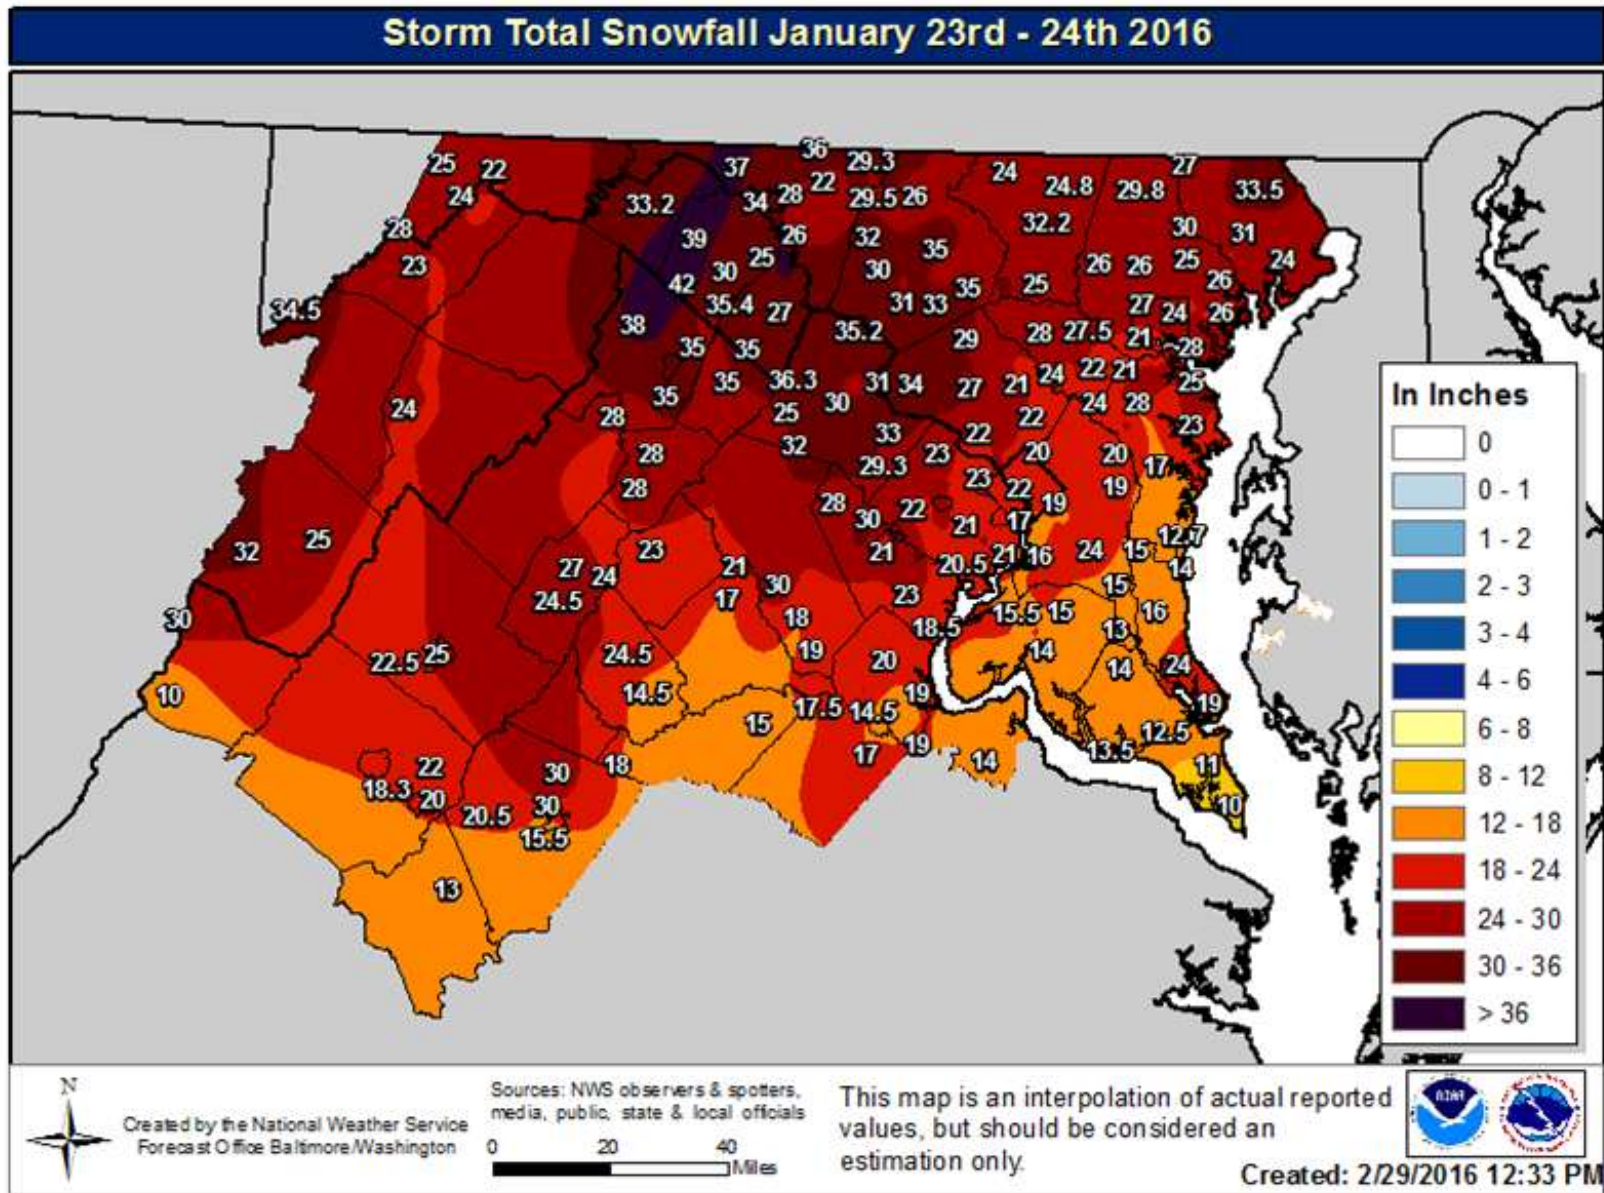 Storm Total Snowfall January 23rd - 24th 2016
36
37 29.3 27
25 22 24
22 24.8 29.8 33.5
24 33.2 34 28 29.5 26
28 32.2 30
39 26 32 31
35
23 25 26 26 25 24
30 30
42 35 25 26
34.5 35.4 27 31 33 27 24 26
38 35.2 29 28 27.5 21
35 35 28
24 22 21
35 36.3 31 34 27 21 25
35 30 24 28
24 28 25 22 23
33 22
32 20 20
28 29.3 23 17
23
28 22 19
28 22 19
30 21 17
12.7
32 25 23 21 20.5 21 16 24 15
27 21 14
24 30 15
24.5 17 23
30 18 15.5 15 16
18.5 13
22.5 25 24.5 19 20 14 14 24
10 14.5 19
17.5 14.5 19
15 12.5
17 19 13.5
22 30 18 14 11
18.3 20 30 10
20.5
15.5
13
In Inches
0
0 - 1
1 - 2
2 - 3
3 - 4
4 - 6
6 - 8
8 - 12
12 - 18
18 - 24
24 - 30
30 - 36
> 36
N
Created by the National Weather Service
Forecast Office Baltimore/Washington
Sources: NWS observers & spotters,
media, public, state & local officials
0 20 40
Miles
This map is an interpolation of actual reported
values, but should be considered an
estimation only.
NOAA
Created: 2/29/2016 12:33 PM